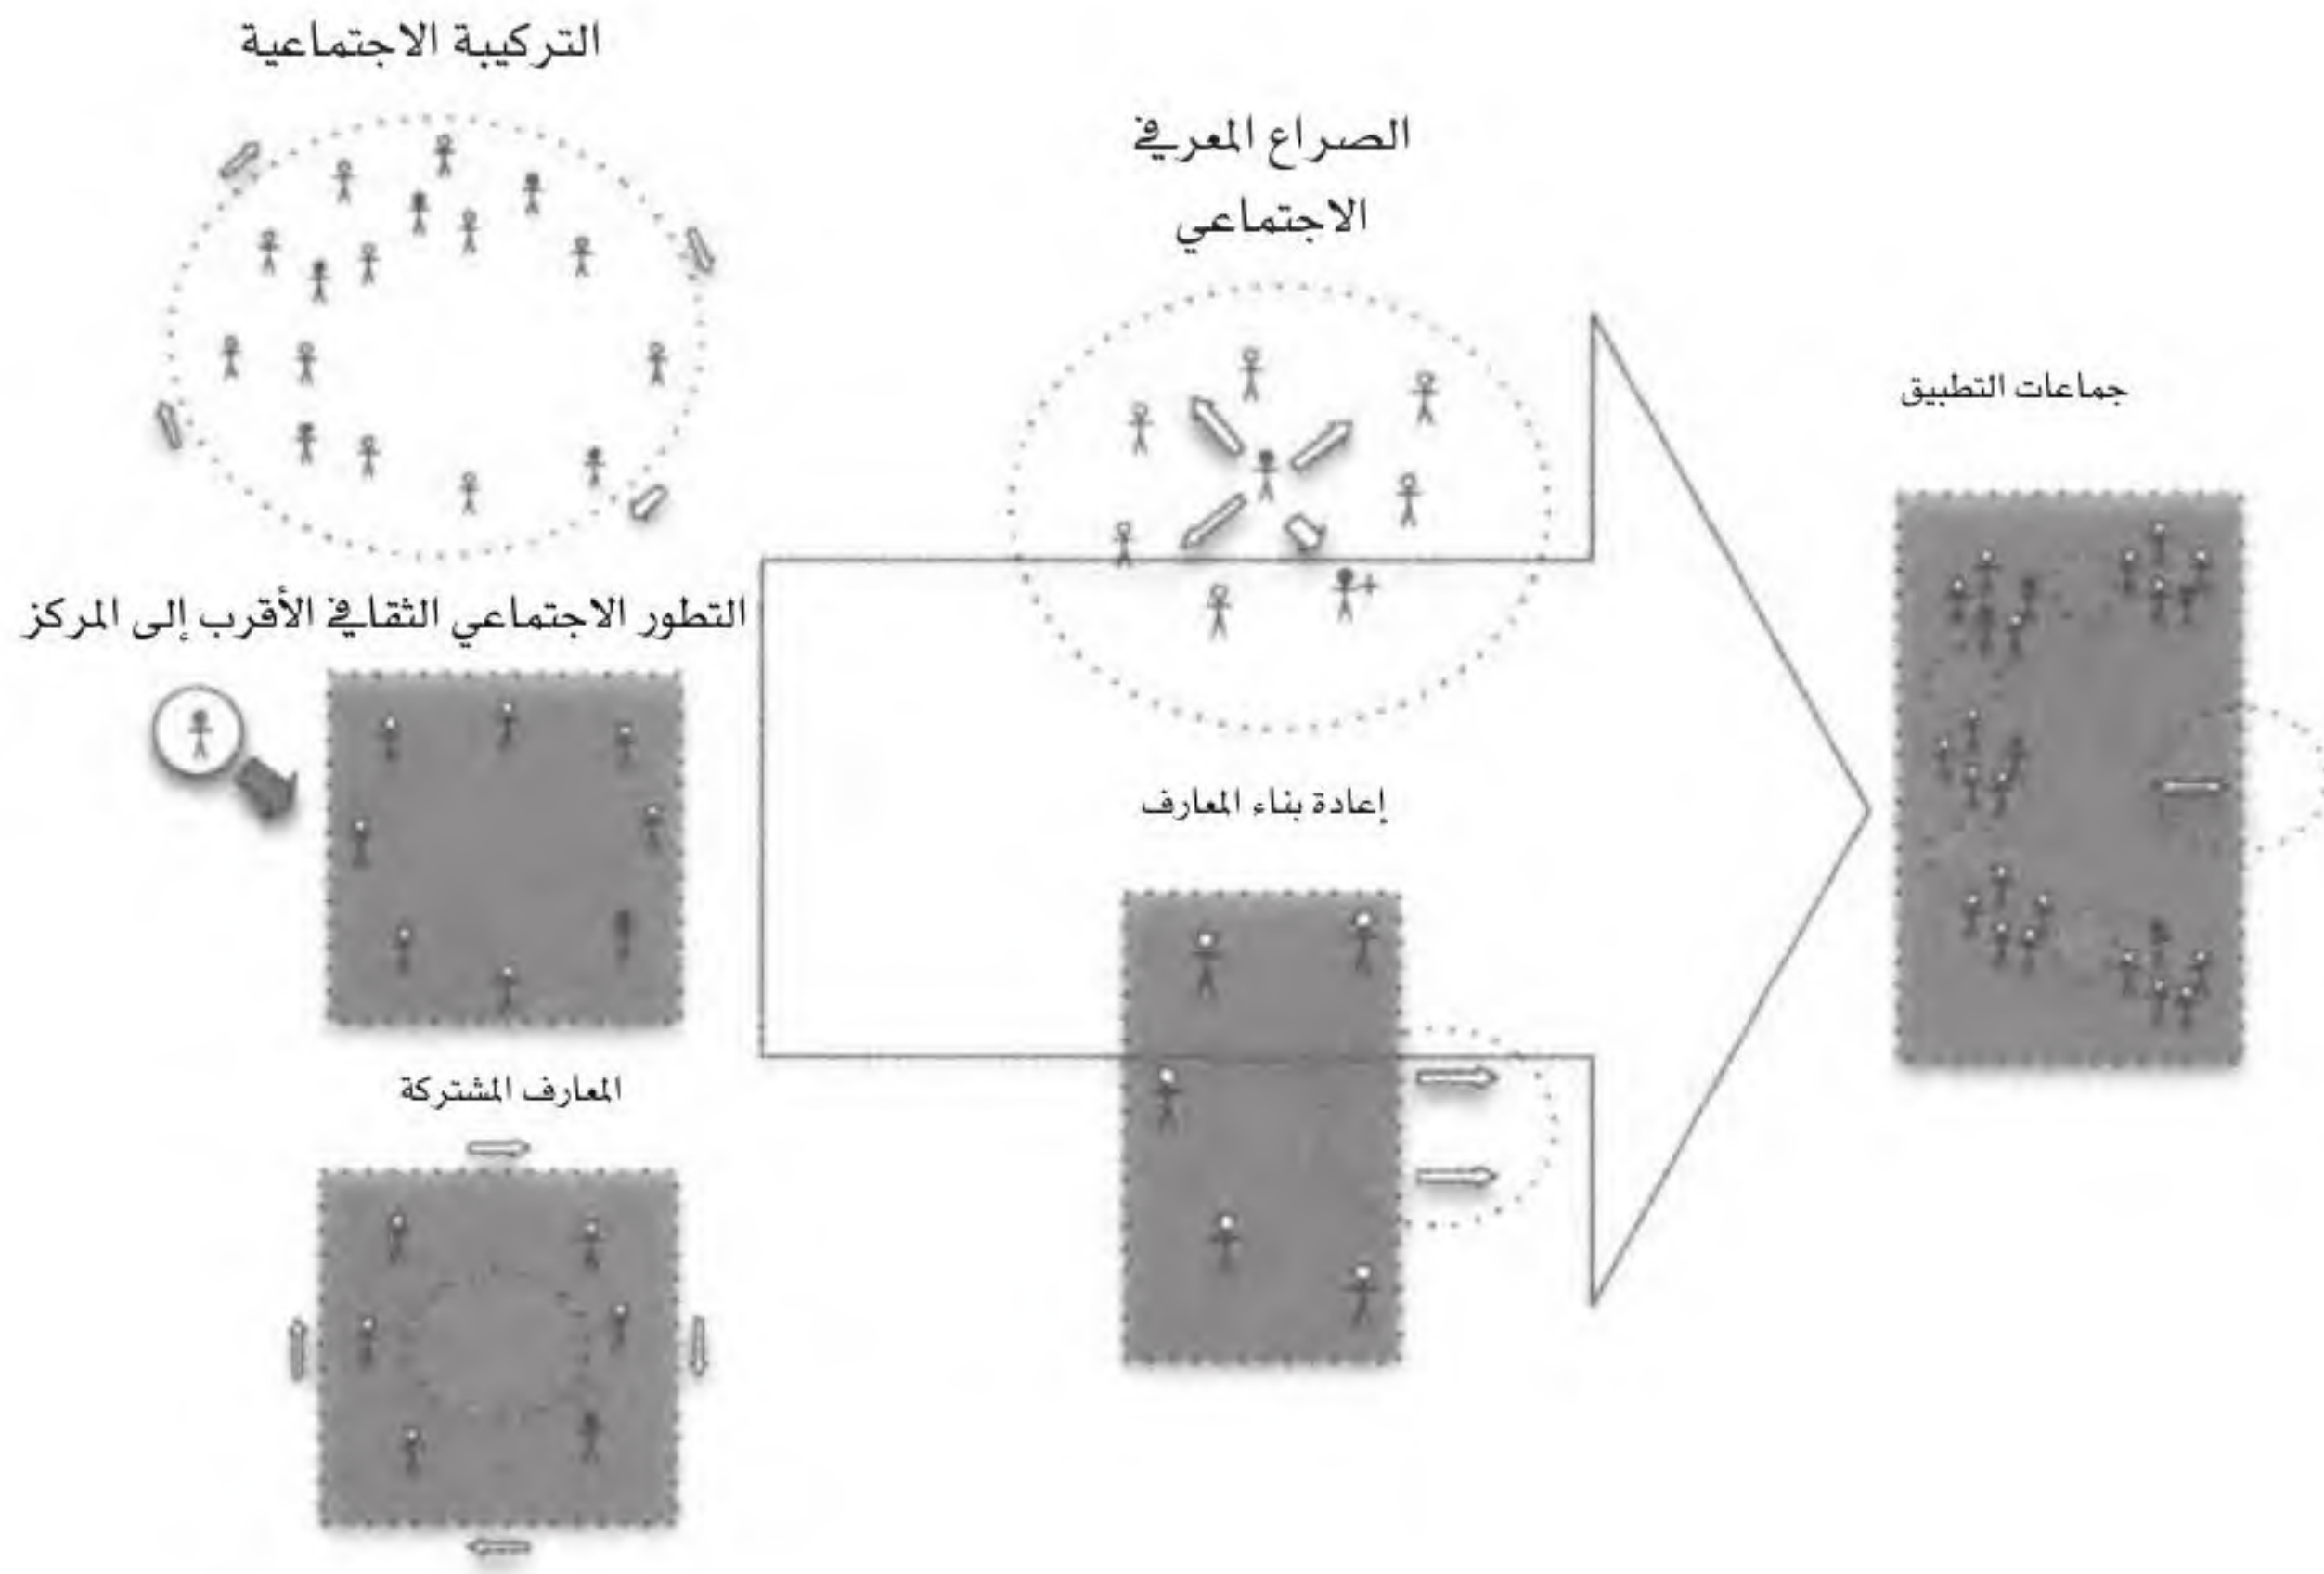 التركيبة الاجتماعية
الصراع المعرفي
الاجتماعي
جماعات التطبيق
التطور الاجتماعي الثقافي الأقرب إلى المركز
إعادة بناء المعارف
المعارف المشتركة